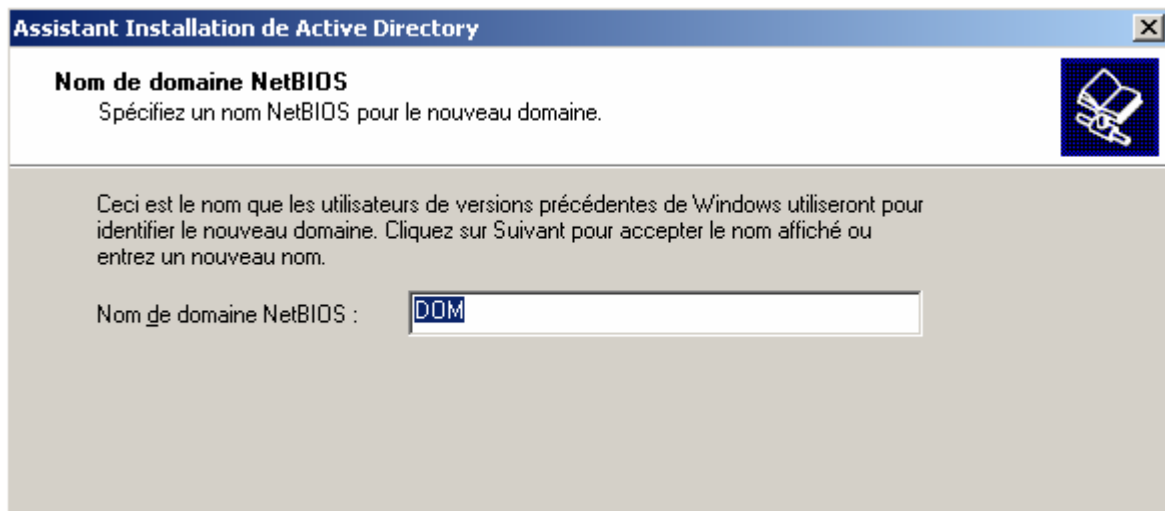 Assistant Installation de Active Directory
Nom de domaine NetBIOS
Spécifiez un nom NetBIOS pour le nouveau domaine.
Ceci est le nom que les utilisateurs de versions précédentes de Windows utiliseront pour
identifier le nouveau domaine. Cliquez sur Suivant pour accepter le nom affiché ou
entrez un nouveau nom.
Nom de domaine NetBIOS : DOM